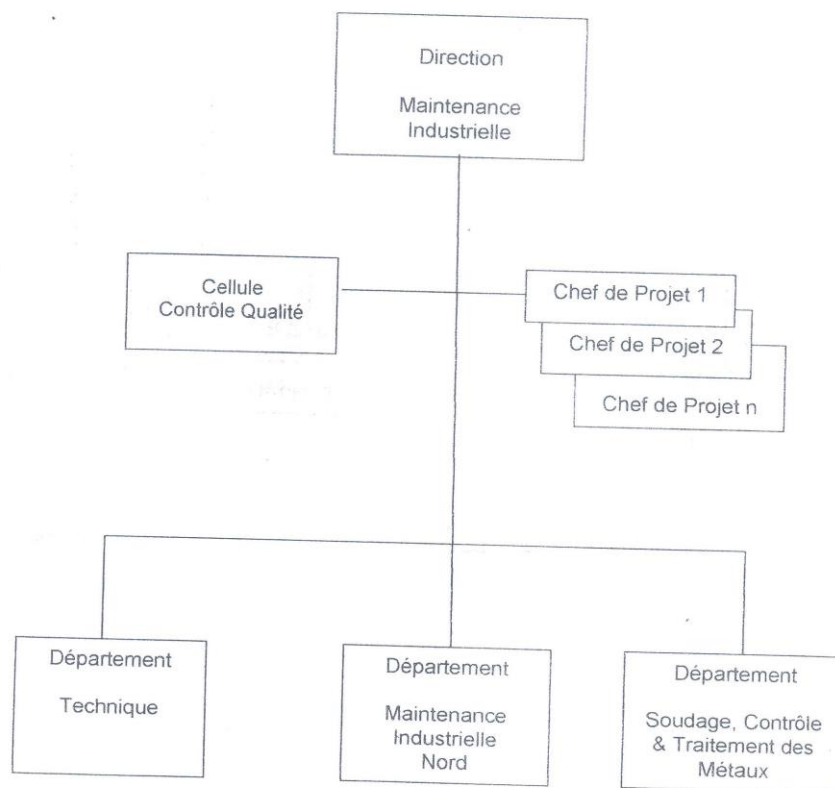 Direction
Maintenance
Industrielle
Cellule
Contrôle Qualité
Chef de Projet 1
Chef de Projet 2
Chef de Projet n
Département
Technique
Département
Maintenance
Industrielle
Nord
Département
Soudage, Contrôle
& Traitement des
Métaux